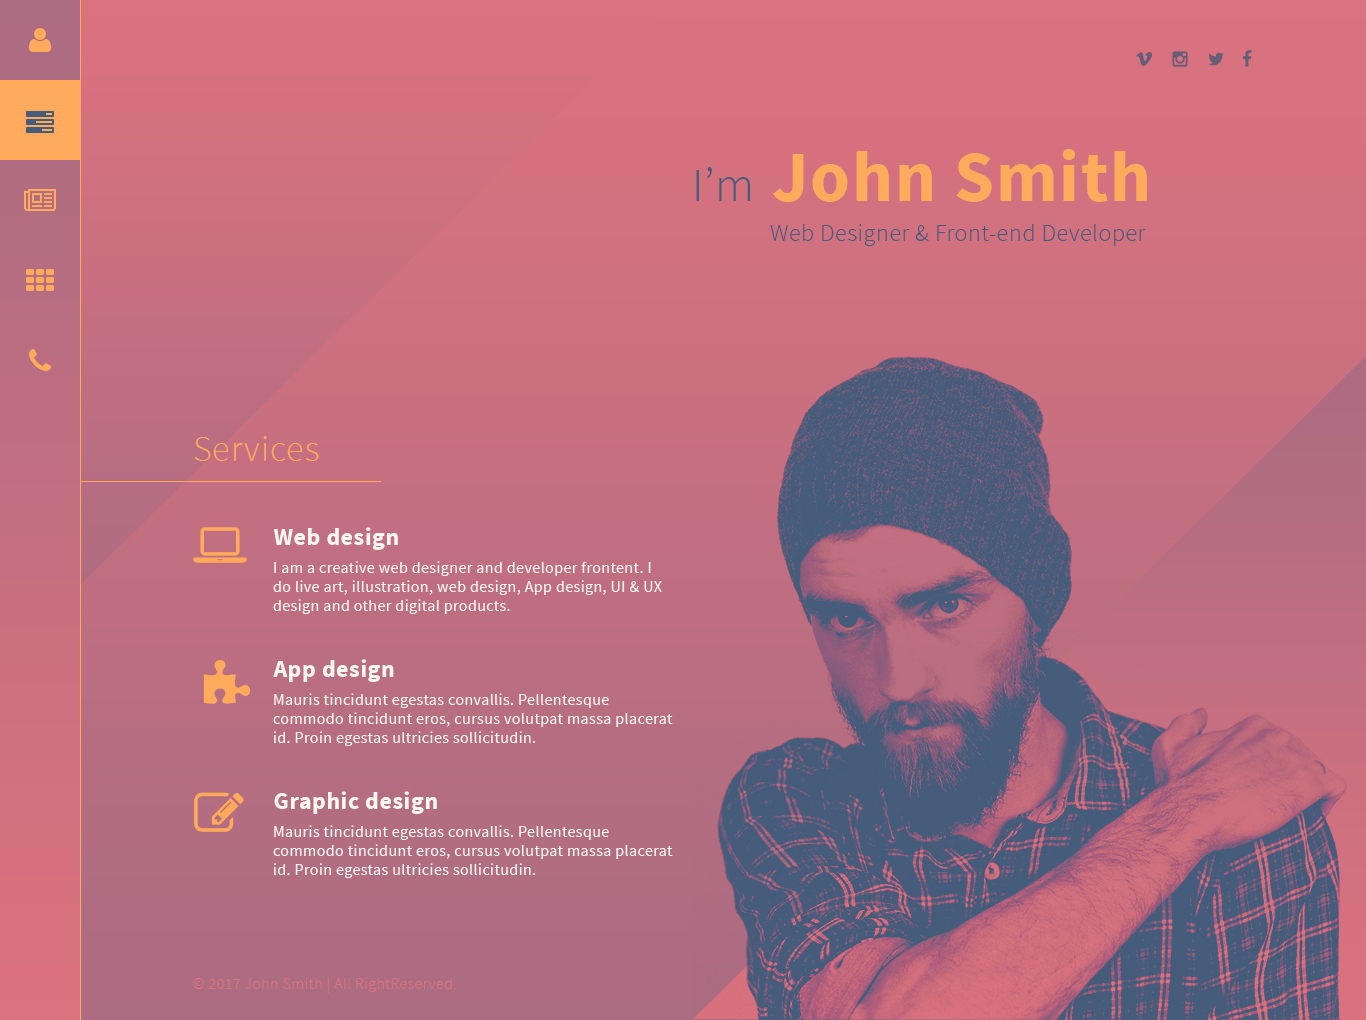 I’m John Smith
Web Designer & Front-end Developer
Services
Web design
I am a creative web designer and developer frontent. I
do live art, illustration, web design, App design, UI & UX
design and other digital products.
App design
Mauris tincidunt egestas convallis. Pellentesque
commodo tincidunt eros, cursus volutpat massa placerat
id. Proin egestas ultricies sollicitudin.
Graphic design
Mauris tincidunt egestas convallis. Pellentesque
commodo tincidunt eros, cursus volutpat massa placerat
id. Proin egestas ultricies sollicitudin.
© 2017 John Smith | All RightReserved.